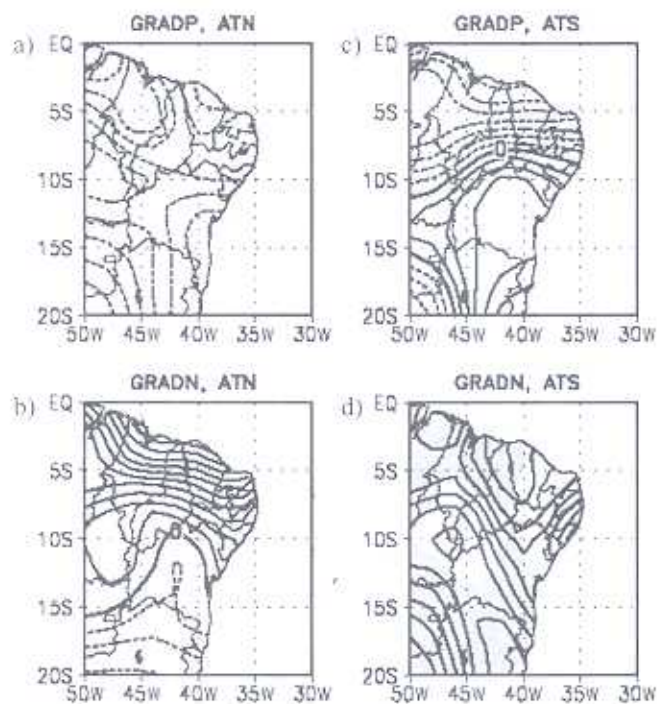 GRADP, ATN
a)
EQ
5S
10S
15S
20S
50W 45W 40W 35W 30W
GRADP, ATS
c)
EQ
5S
10S
15S
20S
50W 45W 40W 35W 30W
0
GRADN, ATN
b)
EQ
5S
10S
15S
20S
50W 45W 40W 35W 30W
0
GRADN, ATS
d)
EQ
5S
10S
15S
20S
50W 45W 40W 35W 30W